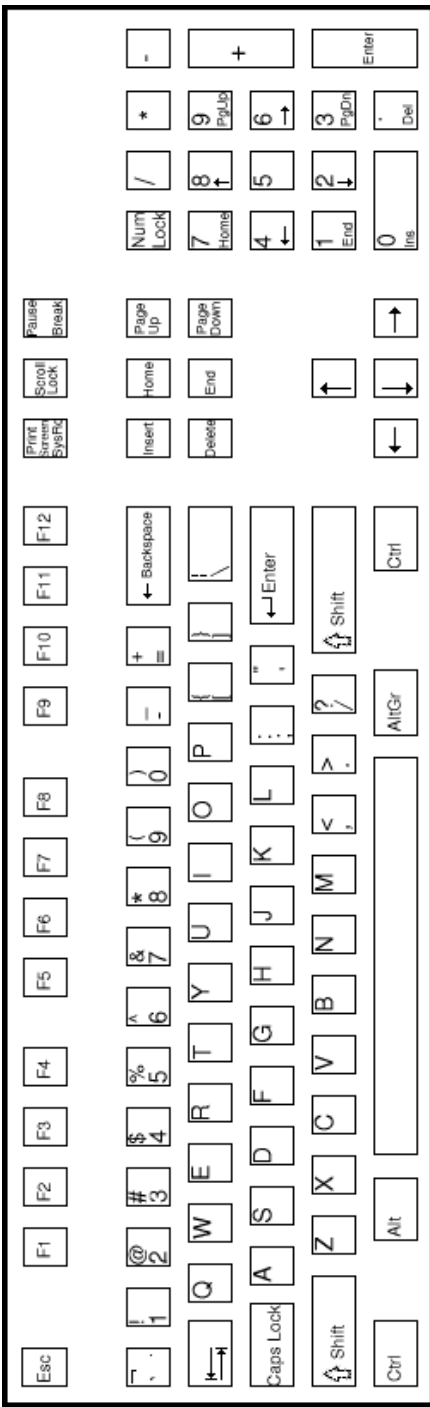 Esc F1 F2 F3 F4 F5 F6 F7 F8 F9 F10 F11 F12 Print Screen SysRq Scroll Lock Pause Break
¬ ` ! 1 @ 2 # 3 $ 4 % 5 ^ 6 & 7 * 8 ( 9 ) 0 _ - + = ← Backspace Insert Home Page Up Num Lock / * -
Q W E R T Y U I O P { [ } ] ¦ \ Delete End Page Down 7 Home 8 ↑ 9 PgUp +
Caps Lock A S D F G H J K L : ; " ' ↵ Enter 4 ← 5 6 →
⇧ Shift Z X C V B N M < , > . ? / ⇧ Shift ↑ 1 End 2 ↓ 3 PgDn Enter
Ctrl Alt AltGr Ctrl ← ↓ → 0 Ins . Del